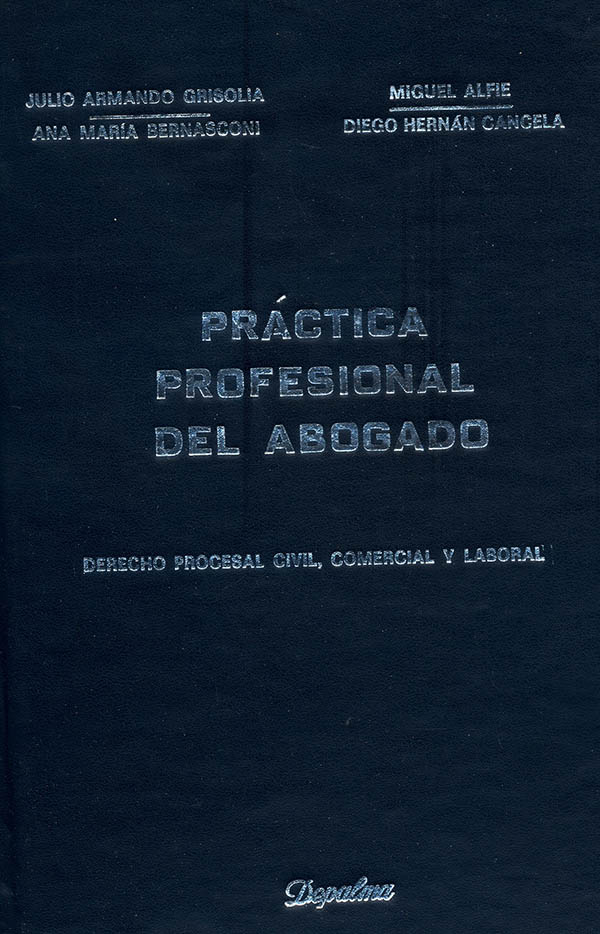 JULIO ARMANDO GRISOLIA
ANA MARÍA BERNASCONI
MIGUEL ALFIE
DIEGO HERNÁN CANCELA
PRÁCTICA
PROFESIONAL
DEL ABOGADO
DERECHO PROCESAL CIVIL, COMERCIAL Y LABORAL
Depalma